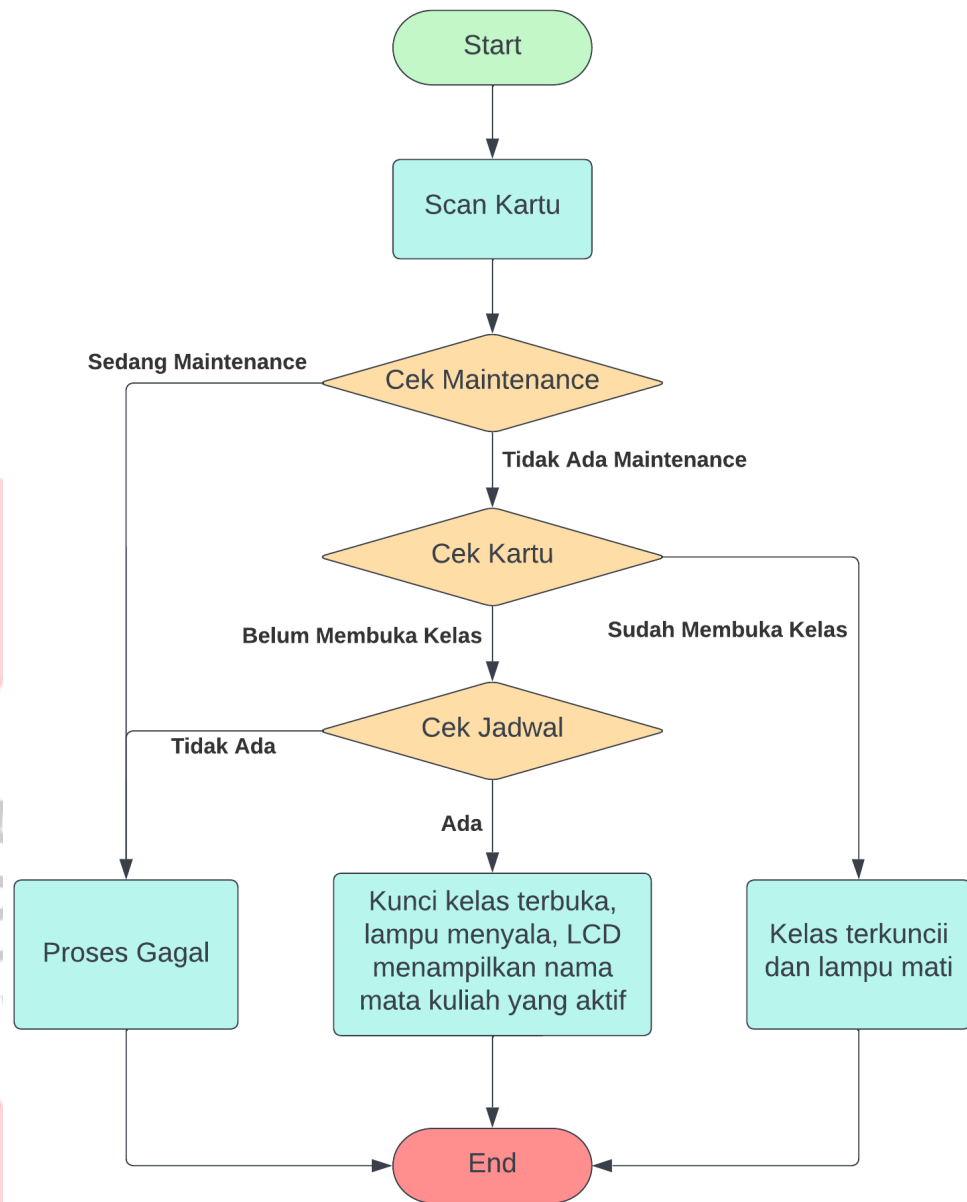 Start
Scan Kartu
Sedang Maintenance
Cek Maintenance
Tidak Ada Maintenance
Cek Kartu
Belum Membuka Kelas
Sudah Membuka Kelas
Cek Jadwal
Tidak Ada
Ada
Proses Gagal
Kunci kelas terbuka,
lampu menyala, LCD
menampilkan nama
mata kuliah yang aktif
Kelas terkuncii
dan lampu mati
End